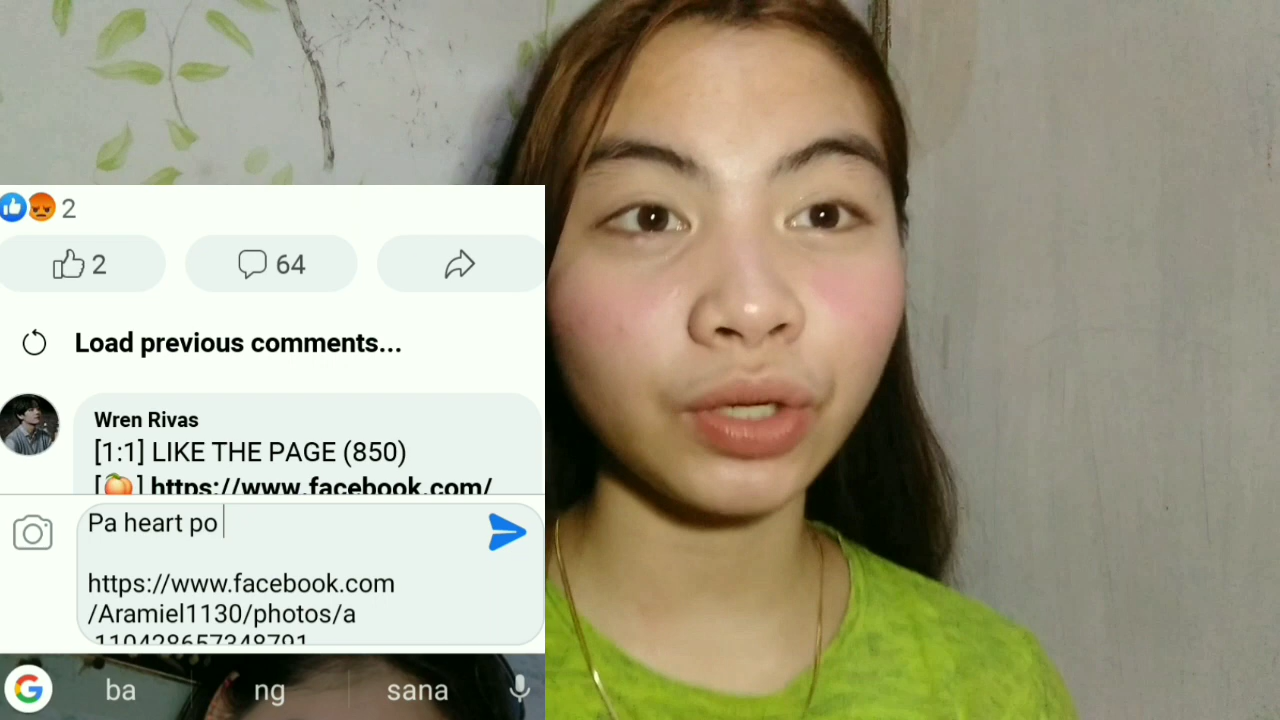 2
2
64
Load previous comments...
Wren Rivas
[1:1] LIKE THE PAGE (850)
[🍑] https://www.facebook.com/
Pa heart po
https://www.facebook.com
/Aramiel1130/photos/a
.110428657348791
ba ng sana